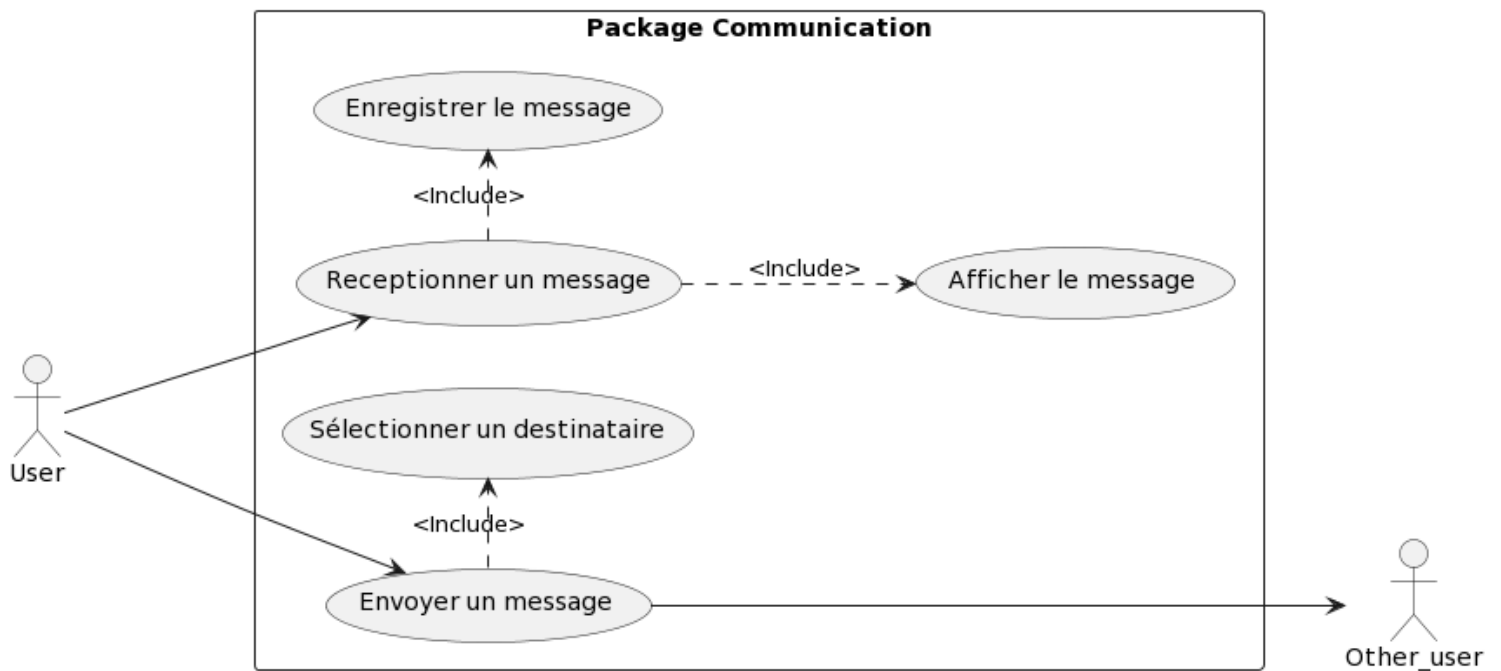 Package Communication
Enregistrer le message
<Include>
Receptionner un message
<Include>
Afficher le message
User
Sélectionner un destinataire
<Include>
Envoyer un message
Other_user